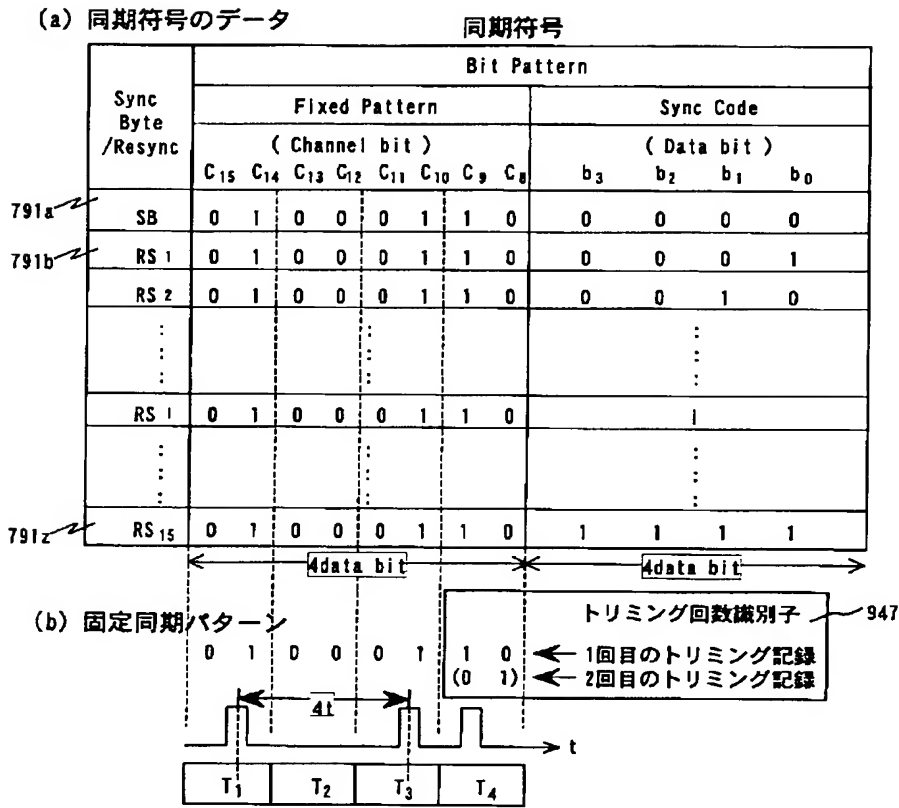 (a) 同期符号のデータ
同期符号
Sync Byte /Resync
Bit Pattern
Fixed Pattern
Sync Code
( Channel bit )
( Data bit )
C15 C14 C13 C12 C11 C10 C9 C8 b3 b2 b1 b0
791a
SB 0 1 0 0 0 1 1 0 0 0 0 0
791b
RS 1 0 1 0 0 0 1 1 0 0 0 0 1
RS 2 0 1 0 0 0 1 1 0 0 0 1 0
RS I 0 1 0 0 0 1 1 0 I
791z
RS 15 0 1 0 0 0 1 1 0 1 1 1 1
4data bit
4data bit
(b) 固定同期パターン
トリミング回数識別子
947
0 1 0 0 0 1 1 0 1回目のトリミング記録
(0 1) 2回目のトリミング記録
4t
t
T1 T2 T3 T4